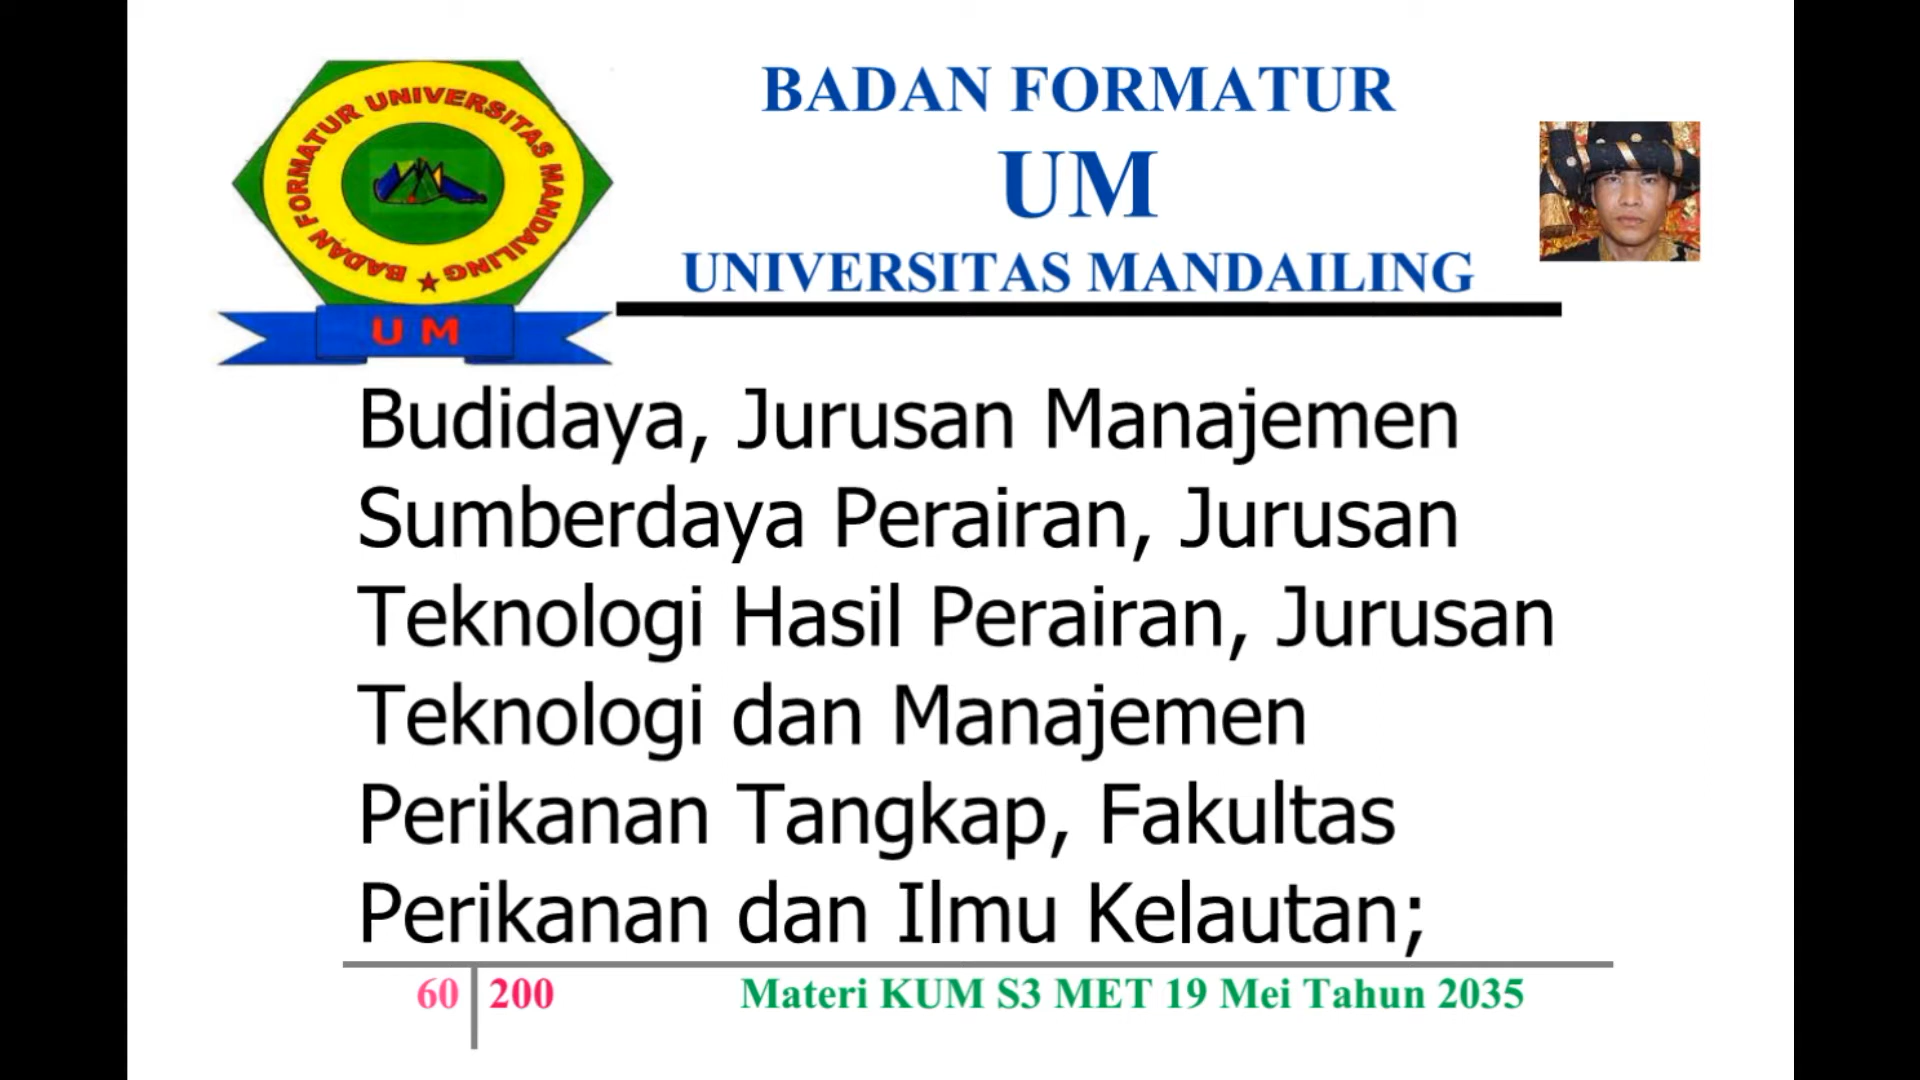 BADAN FORMATUR UNIVERSITAS MANDAILING
U M
BADAN FORMATUR
UM
UNIVERSITAS MANDAILING
Budidaya, Jurusan Manajemen
Sumberdaya Perairan, Jurusan
Teknologi Hasil Perairan, Jurusan
Teknologi dan Manajemen
Perikanan Tangkap, Fakultas
Perikanan dan Ilmu Kelautan;
60 200 Materi KUM S3 MET 19 Mei Tahun 2035